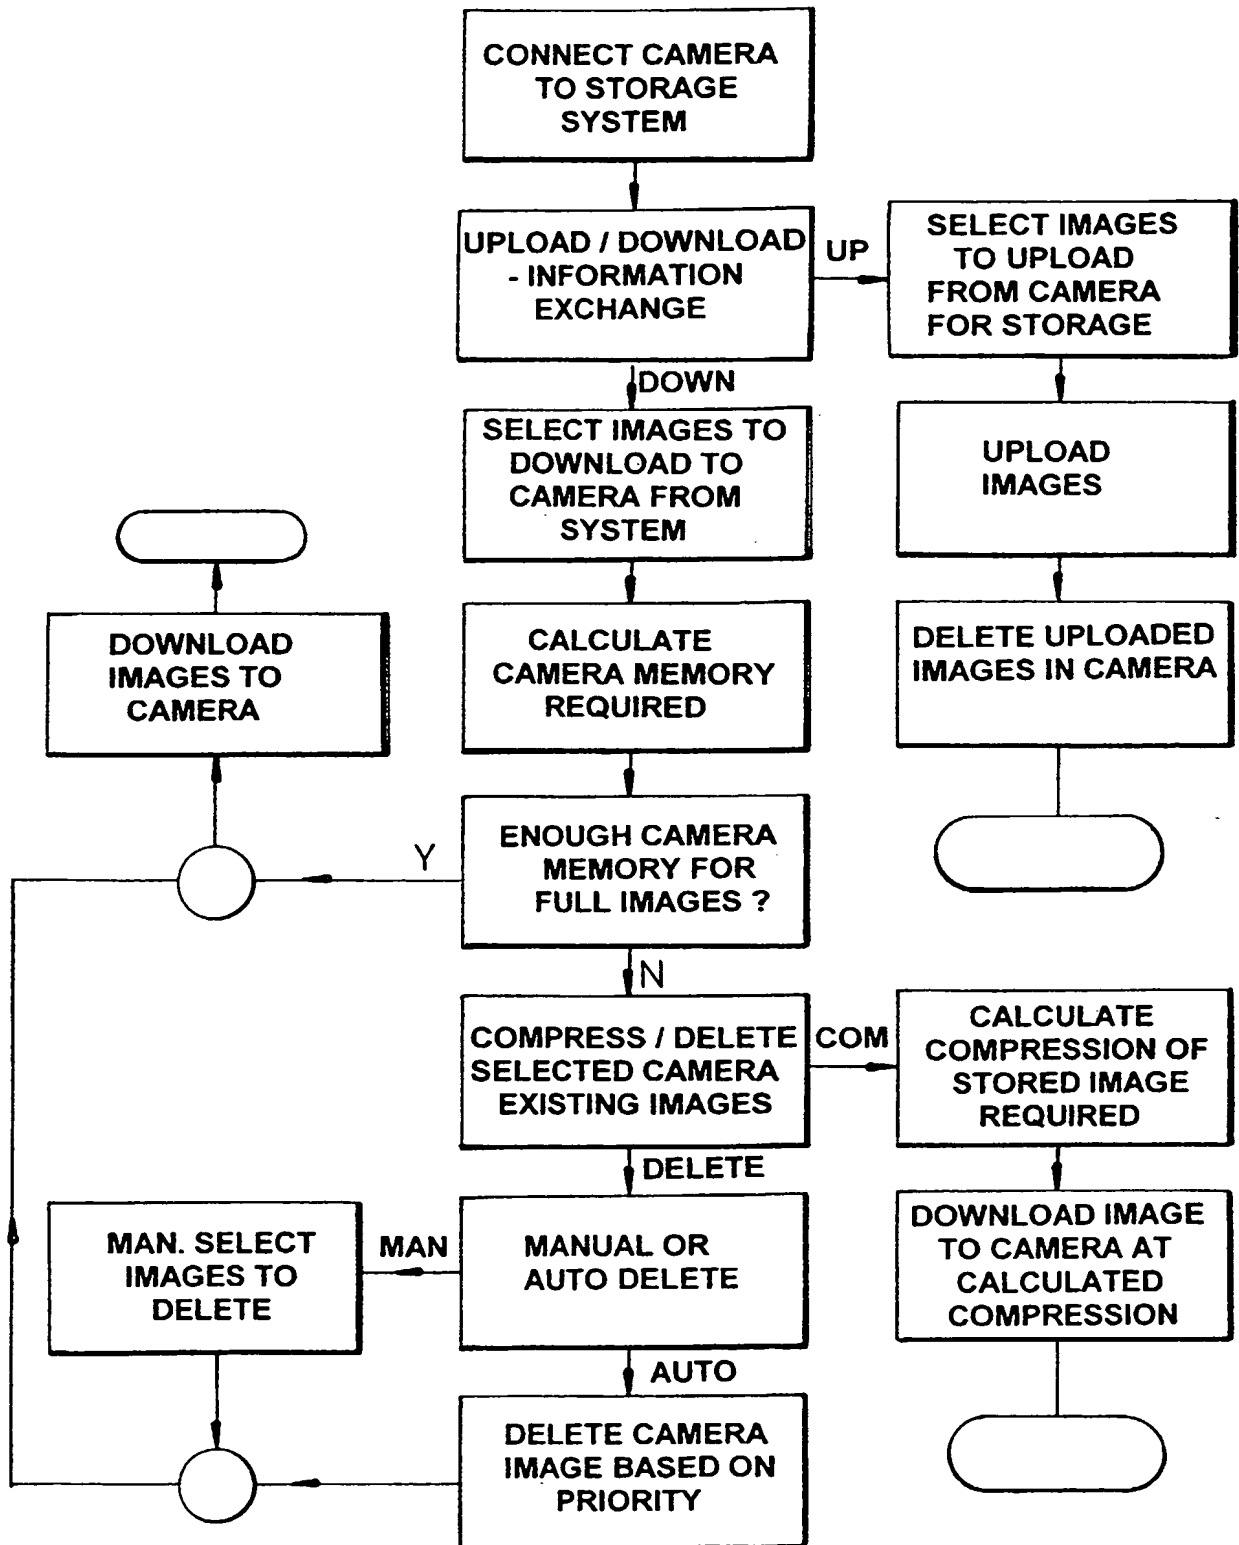 CONNECT CAMERA
TO STORAGE
SYSTEM
UPLOAD / DOWNLOAD
- INFORMATION
EXCHANGE
UP
SELECT IMAGES
TO UPLOAD
FROM CAMERA
FOR STORAGE
DOWN
SELECT IMAGES TO
DOWNLOAD TO
CAMERA FROM
SYSTEM
UPLOAD
IMAGES
DOWNLOAD
IMAGES TO
CAMERA
CALCULATE
CAMERA MEMORY
REQUIRED
DELETE UPLOADED
IMAGES IN CAMERA
Y
ENOUGH CAMERA
MEMORY FOR
FULL IMAGES ?
N
COMPRESS / DELETE
SELECTED CAMERA
EXISTING IMAGES
COM
CALCULATE
COMPRESSION OF
STORED IMAGE
REQUIRED
DELETE
MAN. SELECT
IMAGES TO
DELETE
MAN
MANUAL OR
AUTO DELETE
DOWNLOAD IMAGE
TO CAMERA AT
CALCULATED
COMPRESSION
AUTO
DELETE CAMERA
IMAGE BASED ON
PRIORITY